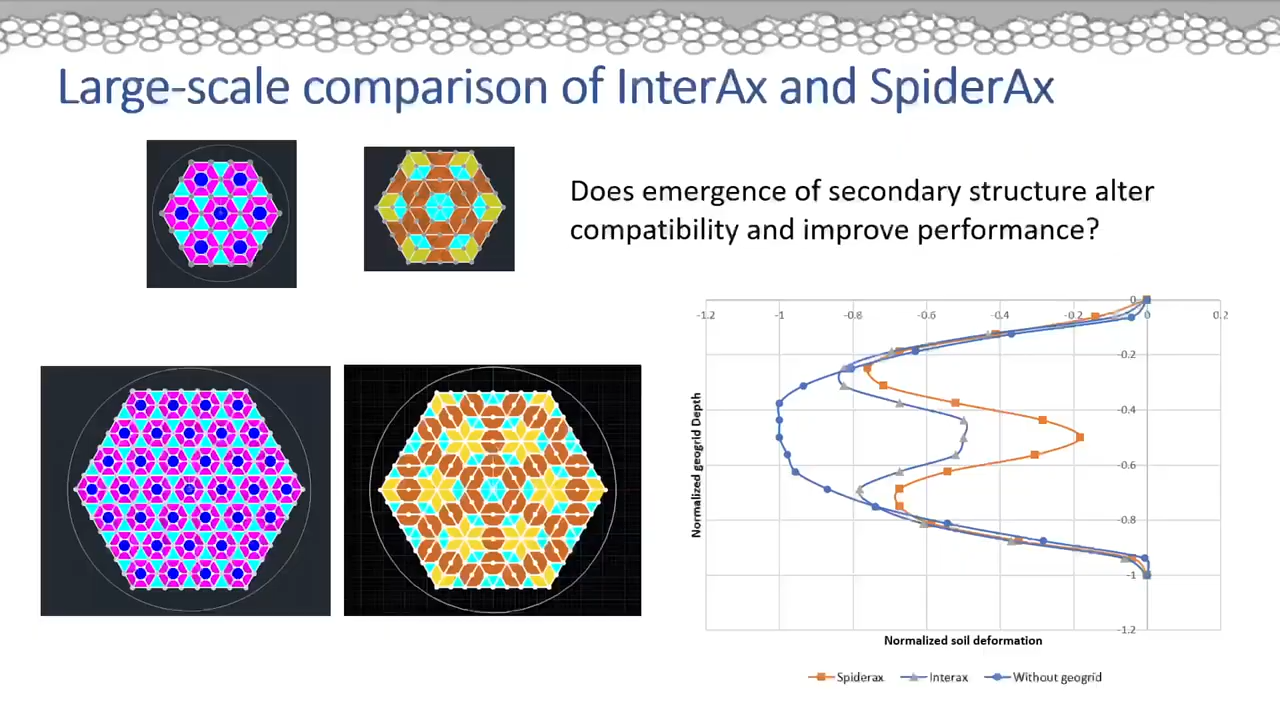 Large-scale comparison of InterAx and SpiderAx
Does emergence of secondary structure alter
compatibility and improve performance?
-1.2 -1 -0.8 -0.6 -0.4 -0.2 0 0.2
0
-0.2
-0.4
-0.6
-0.8
-1
-1.2
Normalized geogrid Depth
Normalized soil deformation
Spiderax Interax Without geogrid